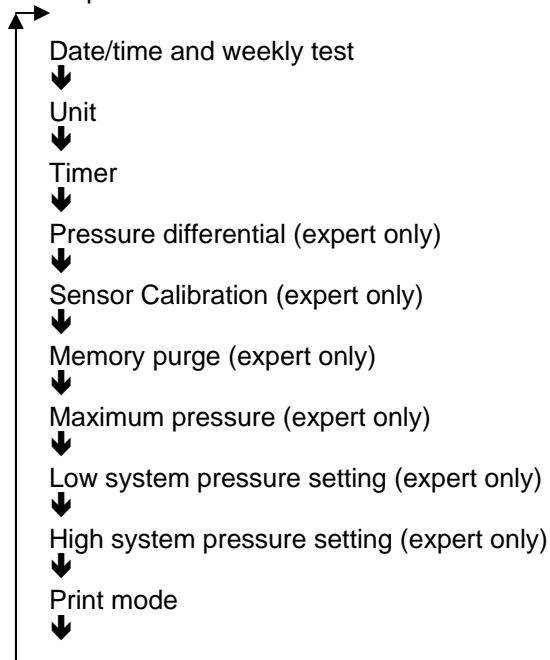 Date/time and weekly test
Unit
Timer
Pressure differential (expert only)
Sensor Calibration (expert only)
Memory purge (expert only)
Maximum pressure (expert only)
Low system pressure setting (expert only)
High system pressure setting (expert only)
Print mode